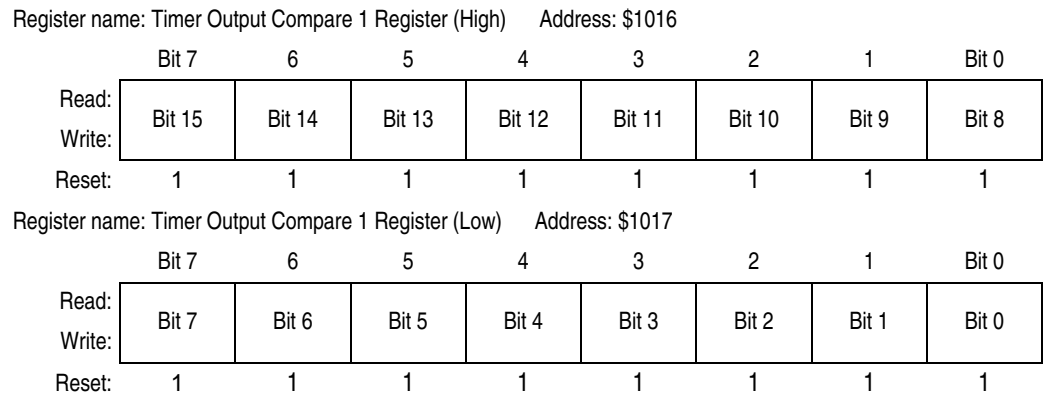 Register name: Timer Output Compare 1 Register (High) Address: $1016
Bit 7 6 5 4 3 2 1 Bit 0
Read:
Bit 15 Bit 14 Bit 13 Bit 12 Bit 11 Bit 10 Bit 9 Bit 8
Write:
Reset: 1 1 1 1 1 1 1 1
Register name: Timer Output Compare 1 Register (Low) Address: $1017
Bit 7 6 5 4 3 2 1 Bit 0
Read:
Bit 7 Bit 6 Bit 5 Bit 4 Bit 3 Bit 2 Bit 1 Bit 0
Write:
Reset: 1 1 1 1 1 1 1 1